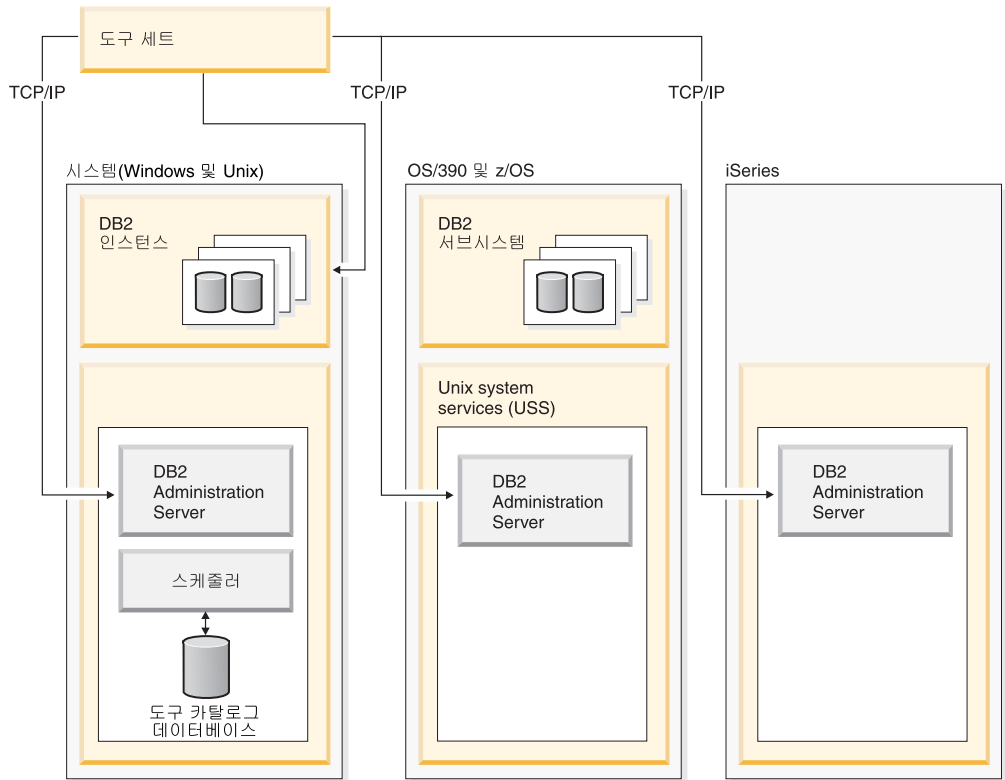 도구 세트
TCP/IP
TCP/IP
TCP/IP
시스템(Windows 및 Unix)
DB2
인스턴스
DB2
Administration
Server
스케줄러
도구 카탈로그
데이터베이스
OS/390 및 z/OS
DB2
서브시스템
Unix system
services (USS)
DB2
Administration
Server
iSeries
DB2
Administration
Server